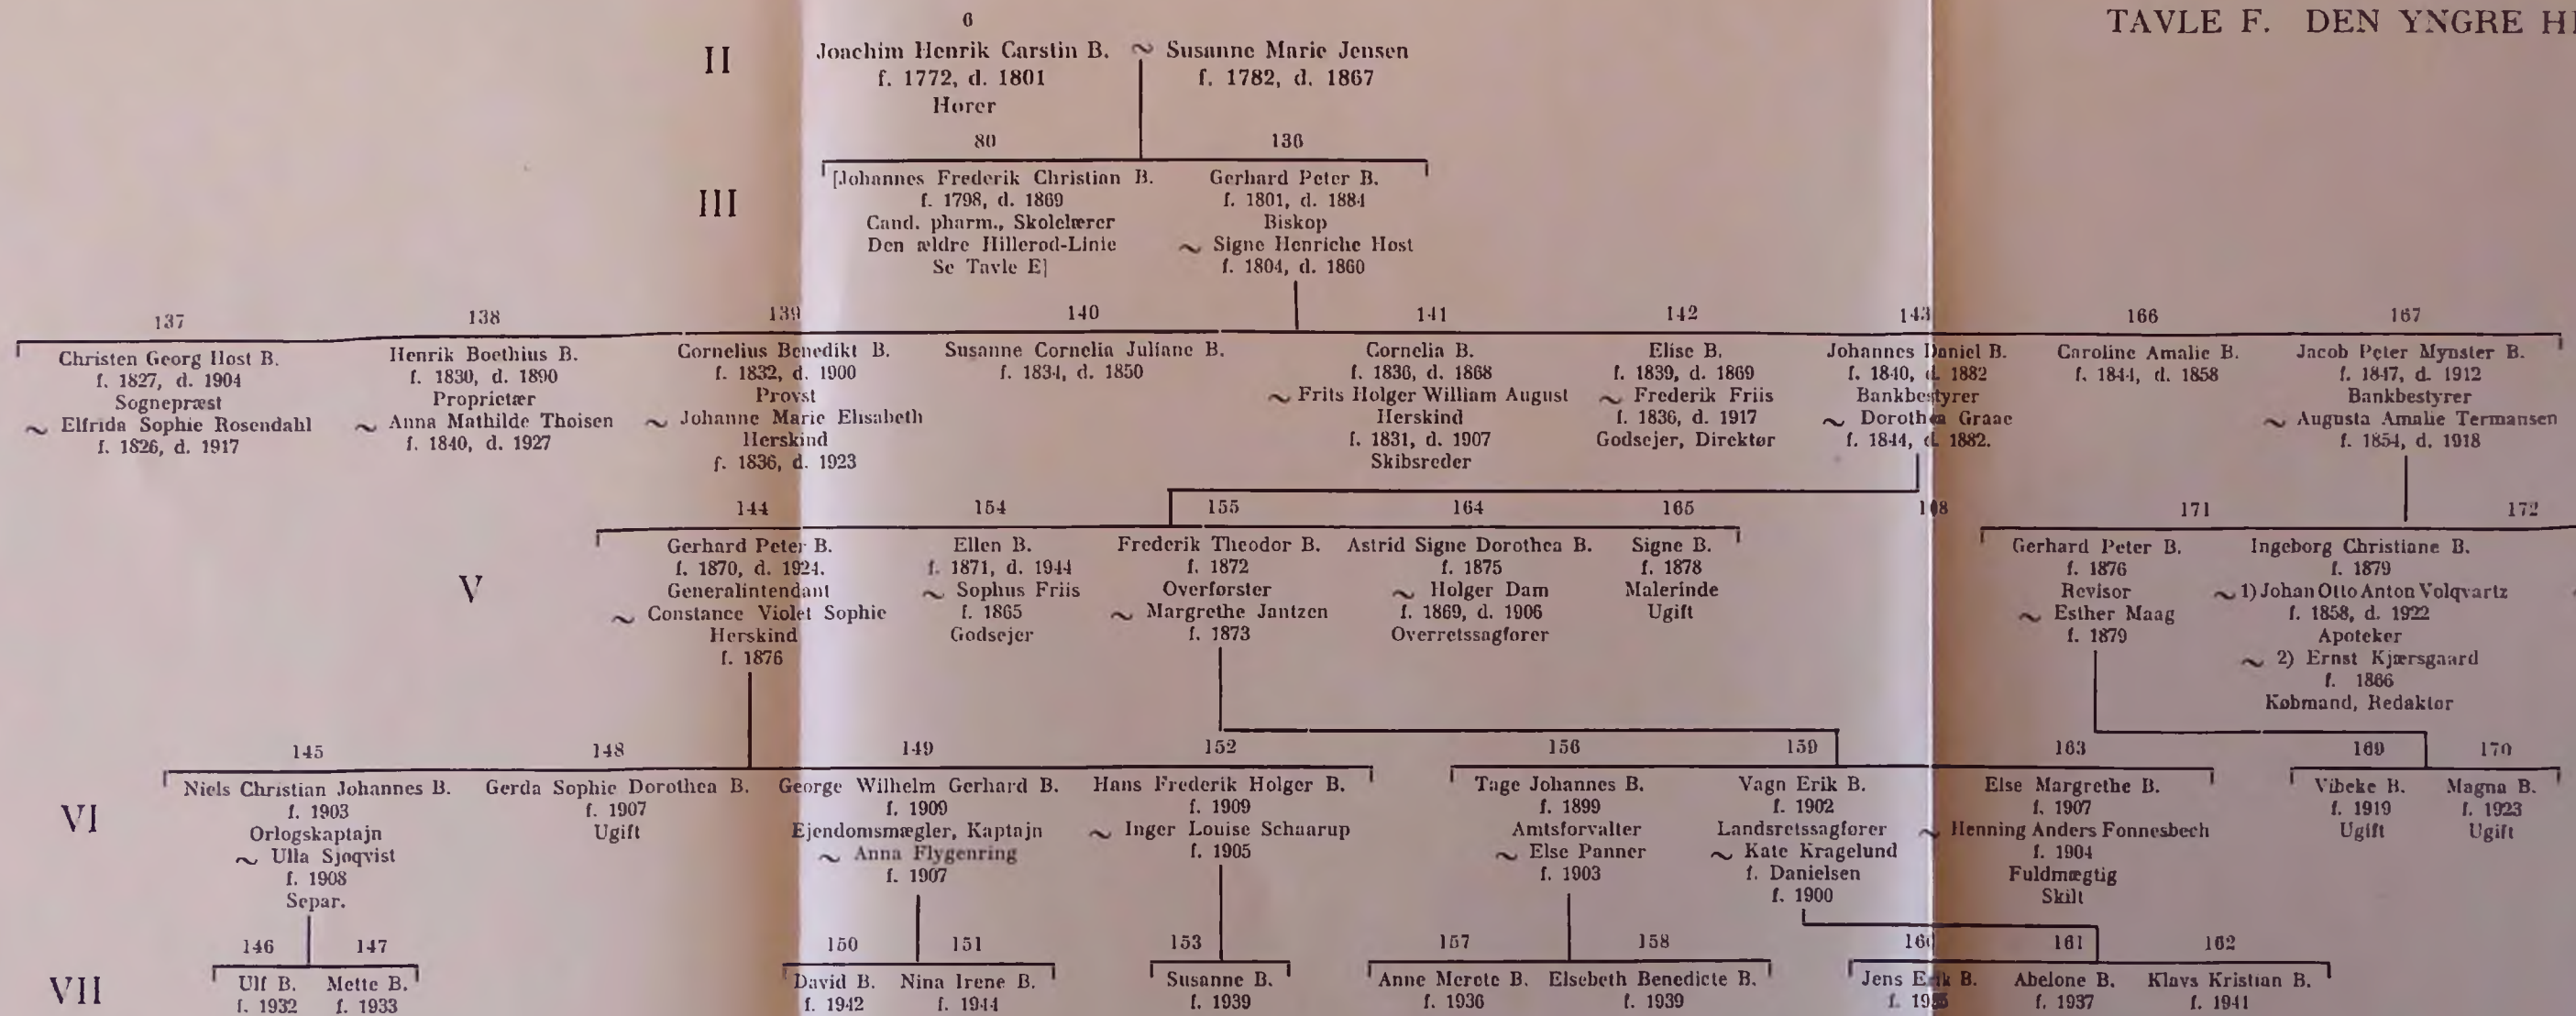 TAVLE F. DEN YNGRE
II
6
Joachim Henrik Carstin B. ~ Susanne Marie Jensen
f. 1772, d. 1801
f. 1782, d. 1867
Hører
III
80
[Johannes Frederik Christian B.
f. 1798, d. 1869
Cand. pharm., Skolelærer
Den ældre Hillerød-Linie
Se Tavle E]
136
Gerhard Peter B.
f. 1801, d. 1884
Biskop
~ Signe Henriche Høst
f. 1804, d. 1860
137
Christen Georg Høst B.
f. 1827, d. 1904
Sognepræst
~ Elfrida Sophie Rosendahl
f. 1826, d. 1917
138
Henrik Boethius B.
f. 1830, d. 1890
Proprietær
~ Anna Mathilde Thoisen
f. 1840, d. 1927
139
Cornelius Benedikt B.
f. 1832, d. 1900
Provst
~ Johanne Marie Elisabeth
Herskind
f. 1836, d. 1923
140
Susanne Cornelia Juliane B.
f. 1834, d. 1850
141
Cornelia B.
f. 1836, d. 1868
~ Frits Holger William August
Herskind
f. 1831, d. 1907
Skibsreder
142
Elise B.
f. 1839, d. 1869
~ Frederik Friis
f. 1836, d. 1917
Godsejer, Direktør
143
Johannes Daniel B.
f. 1840, d. 1882
Bankbestyrer
~ Dorothea Graae
f. 1844, d. 1882.
166
Caroline Amalie B.
f. 1844, d. 1858
167
Jacob Peter Mynster B.
f. 1847, d. 1912
Bankbestyrer
~ Augusta Amalie Termansen
f. 1854, d. 1918
V
144
Gerhard Peter B.
f. 1870, d. 1924.
Generalintendant
~ Constance Violet Sophie
Herskind
f. 1876
154
Ellen B.
f. 1871, d. 1944
~ Sophus Friis
f. 1865
Godsejer
155
Frederik Theodor B.
f. 1872
Overførster
~ Margrethe Jantzen
f. 1873
164
Astrid Signe Dorothea B.
f. 1875
~ Holger Dam
f. 1869, d. 1906
Overretssagfører
165
Signe B.
f. 1878
Malerinde
Ugift
168
Gerhard Peter B.
f. 1876
Revisor
~ Esther Maag
f. 1879
171
Ingeborg Christiane B.
f. 1879
~ 1) Johan Otto Anton Volqvartz
f. 1858, d. 1922
Apoteker
~ 2) Ernst Kjærsgaard
f. 1866
Købmand, Redaktør
172
VI
145
Niels Christian Johannes B.
f. 1903
Orlogskaptajn
~ Ulla Sjøqvist
f. 1908
Separ.
148
Gerda Sophie Dorothea B.
f. 1907
Ugift
149
George Wilhelm Gerhard B.
f. 1909
Ejendomsmægler, Kaptajn
~ Anna Flygenring
f. 1907
152
Hans Frederik Holger B.
f. 1909
~ Inger Louise Schaarup
f. 1905
156
Tage Johannes B.
f. 1899
Amtsforvalter
~ Else Panner
f. 1903
159
Vagn Erik B.
f. 1902
Landsretssagfører
~ Kate Kragelund
f. Danielsen
f. 1900
163
Else Margrethe B.
f. 1907
~ Henning Anders Fonnesbech
f. 1904
Fuldmægtig
Skilt
169
Vibeke B.
f. 1919
Ugift
170
Magna B.
f. 1923
Ugift
VII
146
Ulf B.
f. 1932
147
Mette B.
f. 1933
150
David B.
f. 1942
151
Nina Irene B.
f. 1944
153
Susanne B.
f. 1939
157
Anne Merete B.
f. 1936
158
Elsebeth Benedicte B.
f. 1939
160
Jens Erik B.
f.
161
Abelone B.
f. 1937
162
Klavs Kristian B.
f. 1941